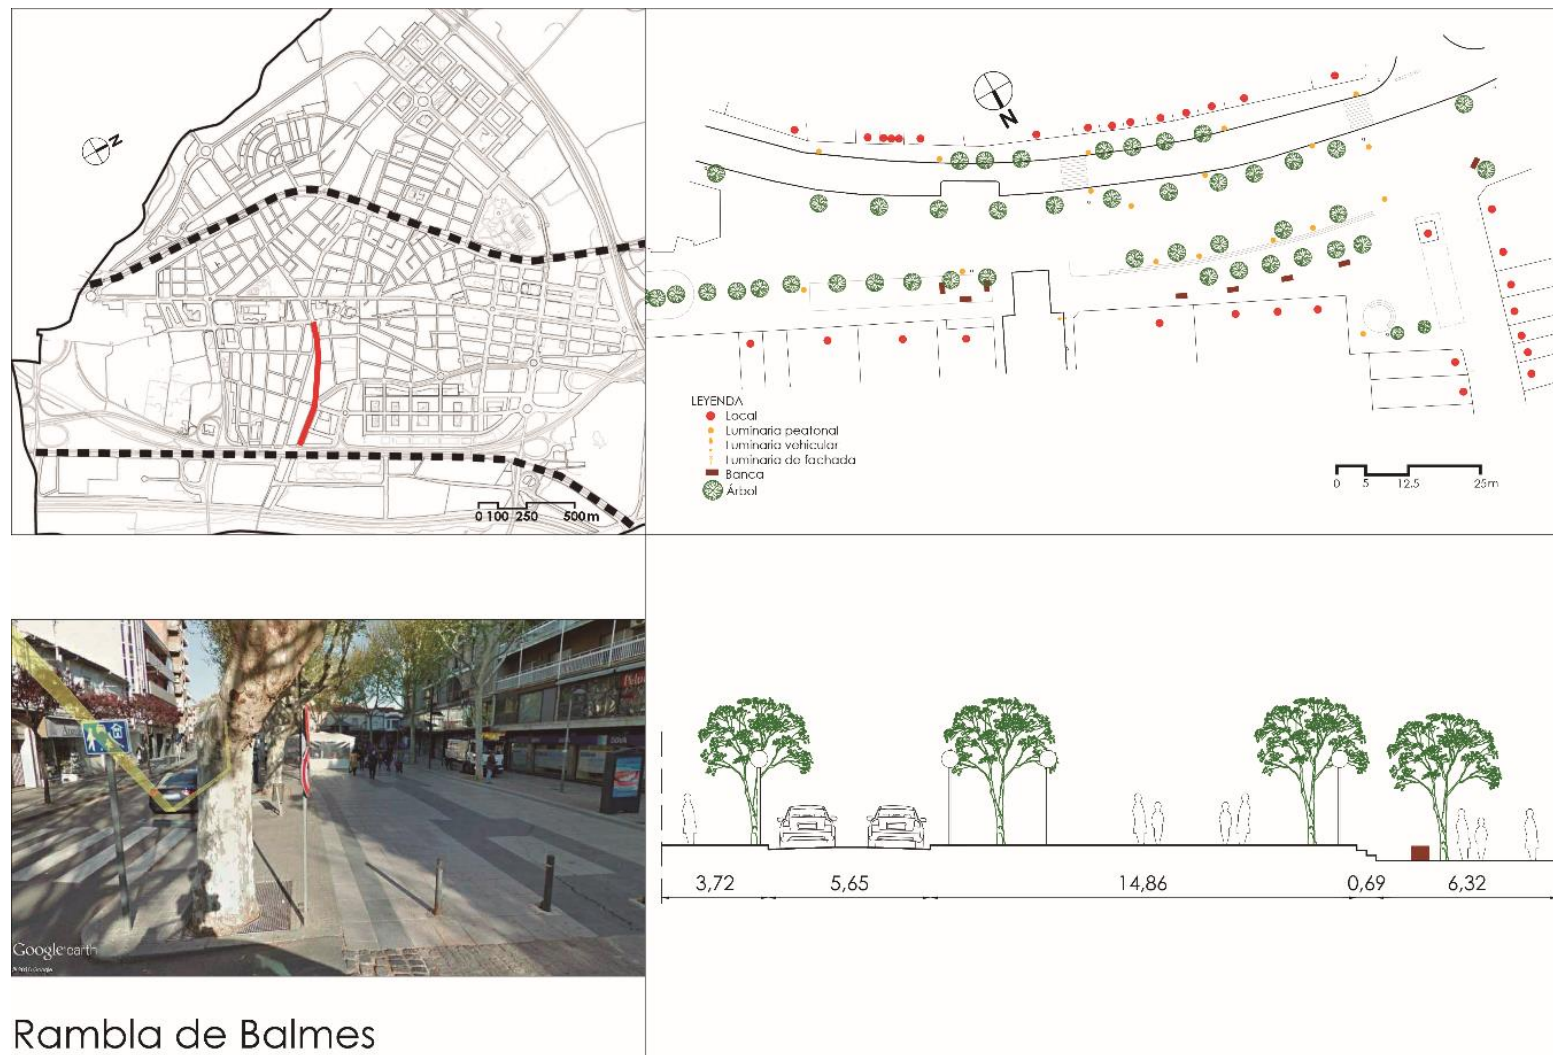 N
0 100 250 500m
N
LEYENDA
Local
Luminaria peatonal
Luminaria vehicular
Luminaria de fachada
Banca
Árbol
0 5 12.5 25m
Google earth
3,72 5,65 14,86 0,69 6,32
Rambla de Balmes